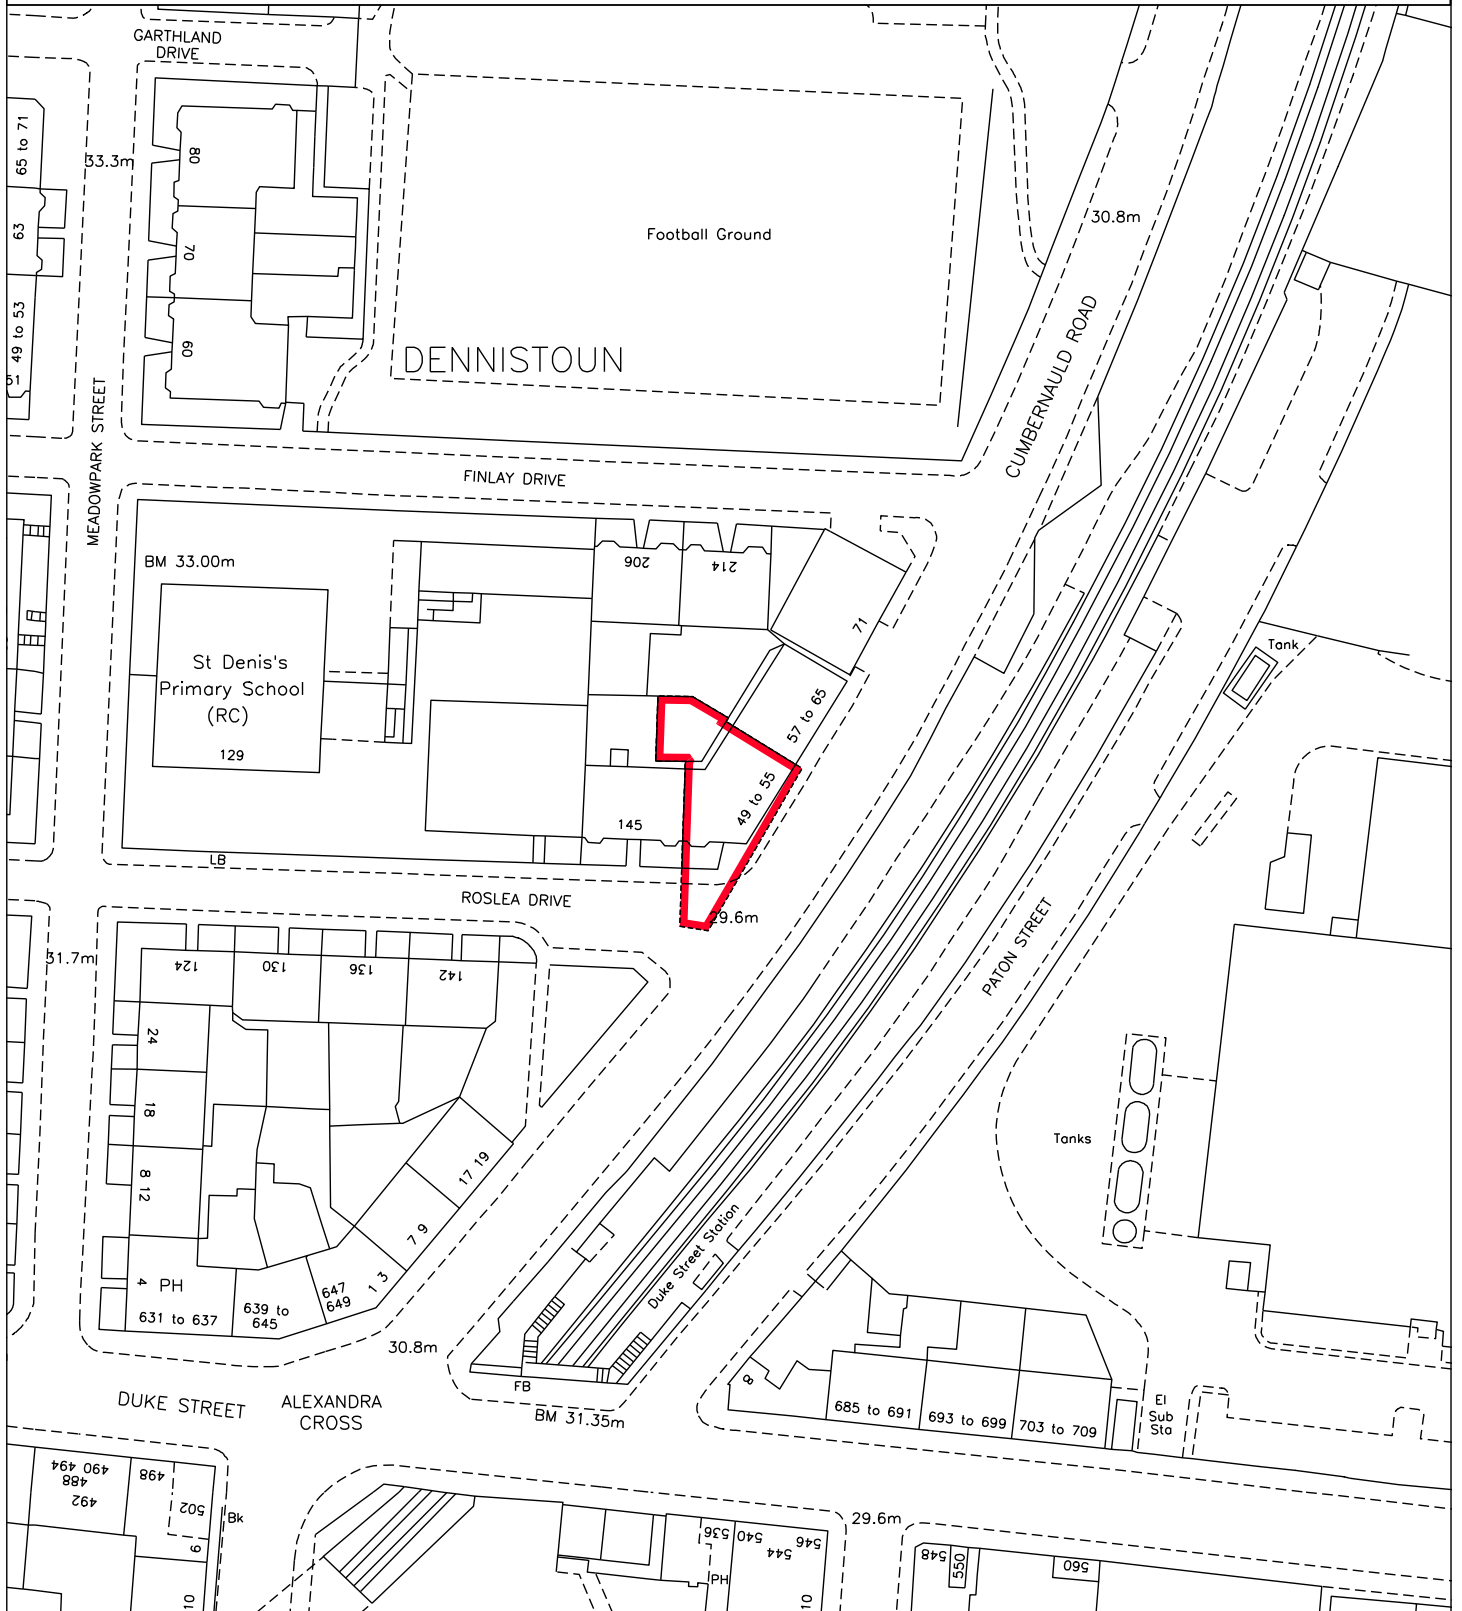 GARTHLAND
DRIVE
65 to 71
33.3m
80
63
70
Football Ground
30.8m
49 to 53
60
51
DENNISTOUN
CUMBERNAULD ROAD
MEADOWPARK STREET
FINLAY DRIVE
BM 33.00m
206
214
71
St Denis's
Primary School
(RC)
129
Tank
57 to 65
49 to 55
145
LB
ROSLEA DRIVE
29.6m
31.7m
124
130
136
142
PATON STREET
24
18
8 12
17 19
7 9
1 3
Tanks
Duke Street Station
4 PH
631 to 637
639 to
645
647
649
30.8m
FB
BM 31.35m
DUKE STREET
ALEXANDRA
CROSS
8
685 to 691
693 to 699
703 to 709
El
Sub
Sta
490 494
488
492
498
502
9
Bk
10
29.6m
536
540
544
546
PH
10
548
550
560